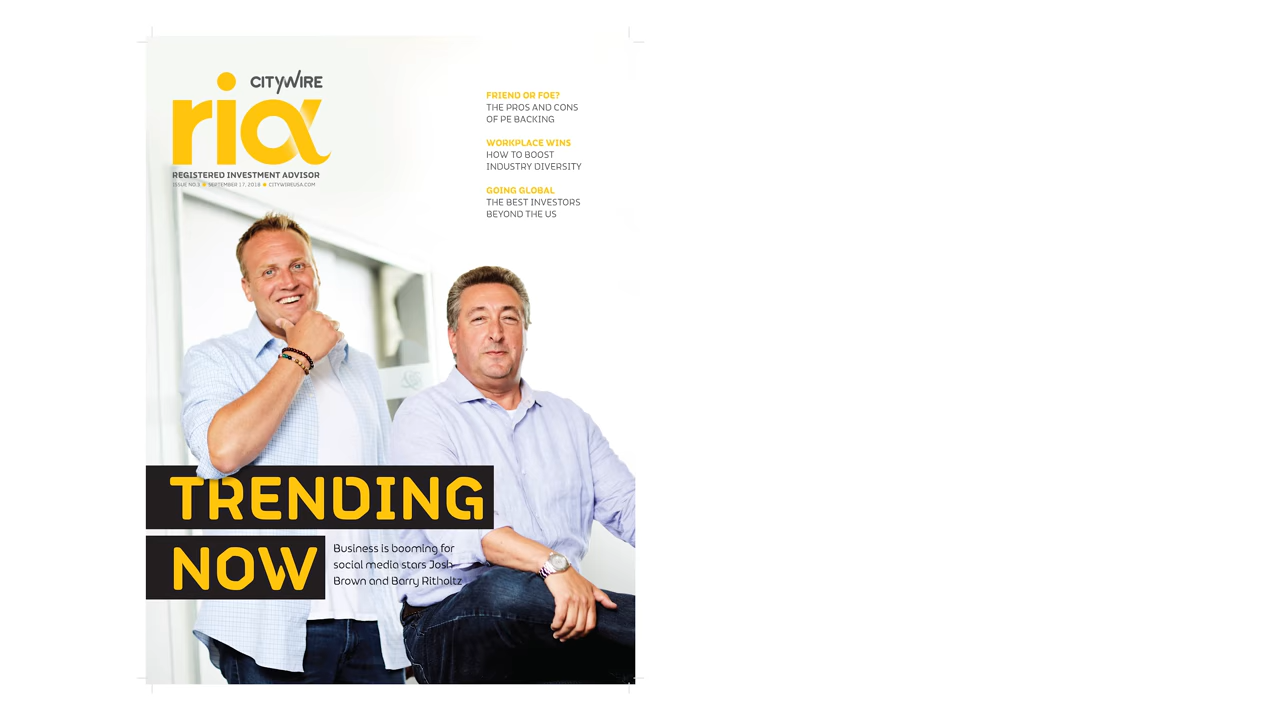 CITYWIRE
ria
REGISTERED INVESTMENT ADVISOR
ISSUE NO.3 ● SEPTEMBER 17, 2018 ● CITYWIREUSA.COM
FRIEND OR FOE?
THE PROS AND CONS
OF PE BACKING
WORKPLACE WINS
HOW TO BOOST
INDUSTRY DIVERSITY
GOING GLOBAL
THE BEST INVESTORS
BEYOND THE US
TRENDING
NOW
Business is booming for
social media stars Josh
Brown and Barry Ritholtz